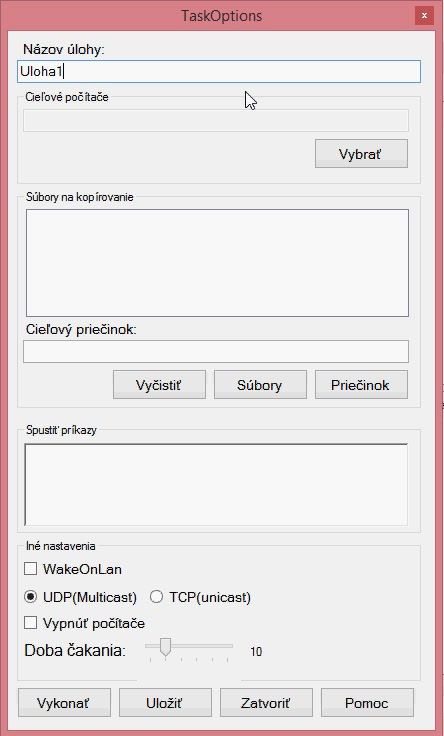 TaskOptions
x
Názov úlohy:
Uloha1
Cieľové počítače
Vybrať
Súbory na kopírovanie
Cieľový priečinok:
Vyčistiť Súbory Priečinok
Spustiť príkazy
Iné nastavenia
WakeOnLan
UDP(Multicast) TCP(unicast)
Vypnúť počítače
Doba čakania: 10
Vykonať Uložiť Zatvoriť Pomoc